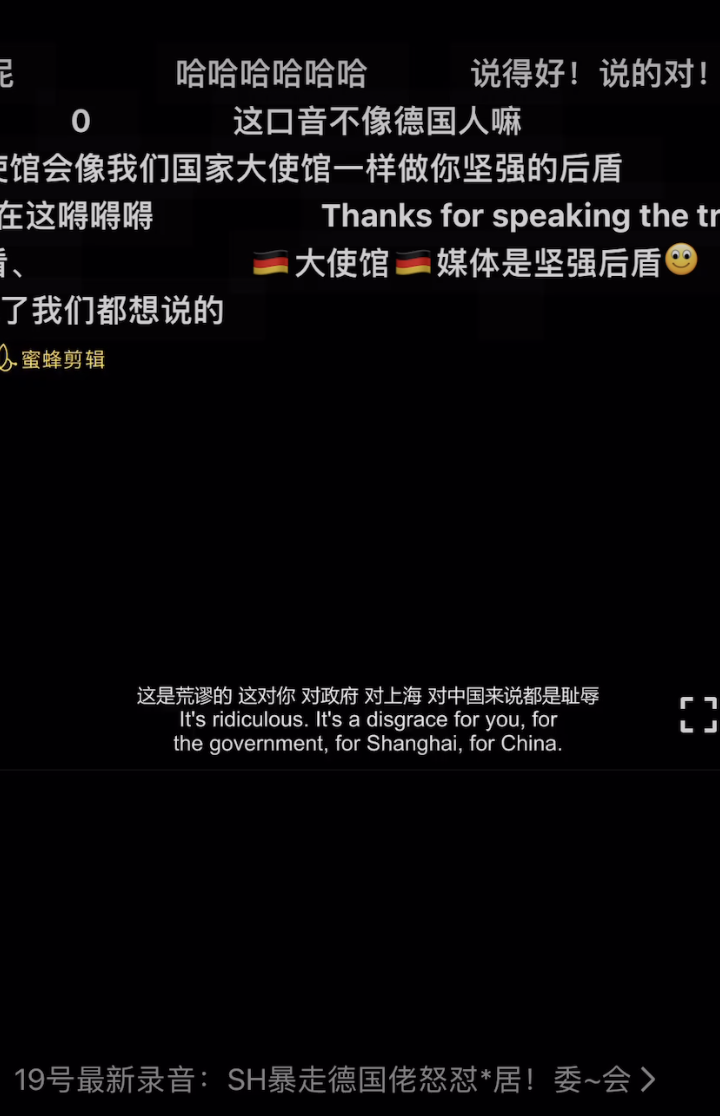 呢 哈哈哈哈哈哈 说得好！说的对！
0 这口音不像德国人嘛
使馆会像我们国家大使馆一样做你坚强的后盾
在这嘚嘚嘚 Thanks for speaking the tr
盾、 🇩🇪大使馆🇩🇪媒体是坚强后盾🙂
了我们都想说的
蜜蜂剪辑
这是荒谬的 这对你 对政府 对上海 对中国来说都是耻辱
It's ridiculous. It's a disgrace for you, for
the government, for Shanghai, for China.
19号最新录音：SH暴走德国佬怒怼*居！委~会